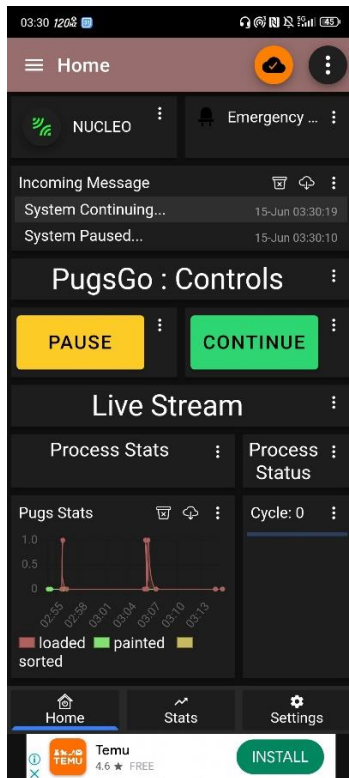 03:30 120% 45
Home
NUCLEO
Emergency ...
Incoming Message
System Continuing...
15-Jun 03:30:19
System Paused...
15-Jun 03:30:10
PugsGo : Controls
PAUSE
CONTINUE
Live Stream
Process Stats
Process
Status
Pugs Stats
Cycle: 0
1.0
0.5
0
02:55 02:58 03:01 03:04 03:07 03:10 03:13
loaded painted
sorted
Home Stats Settings
TEMU
Temu
4.6 ★ FREE
INSTALL